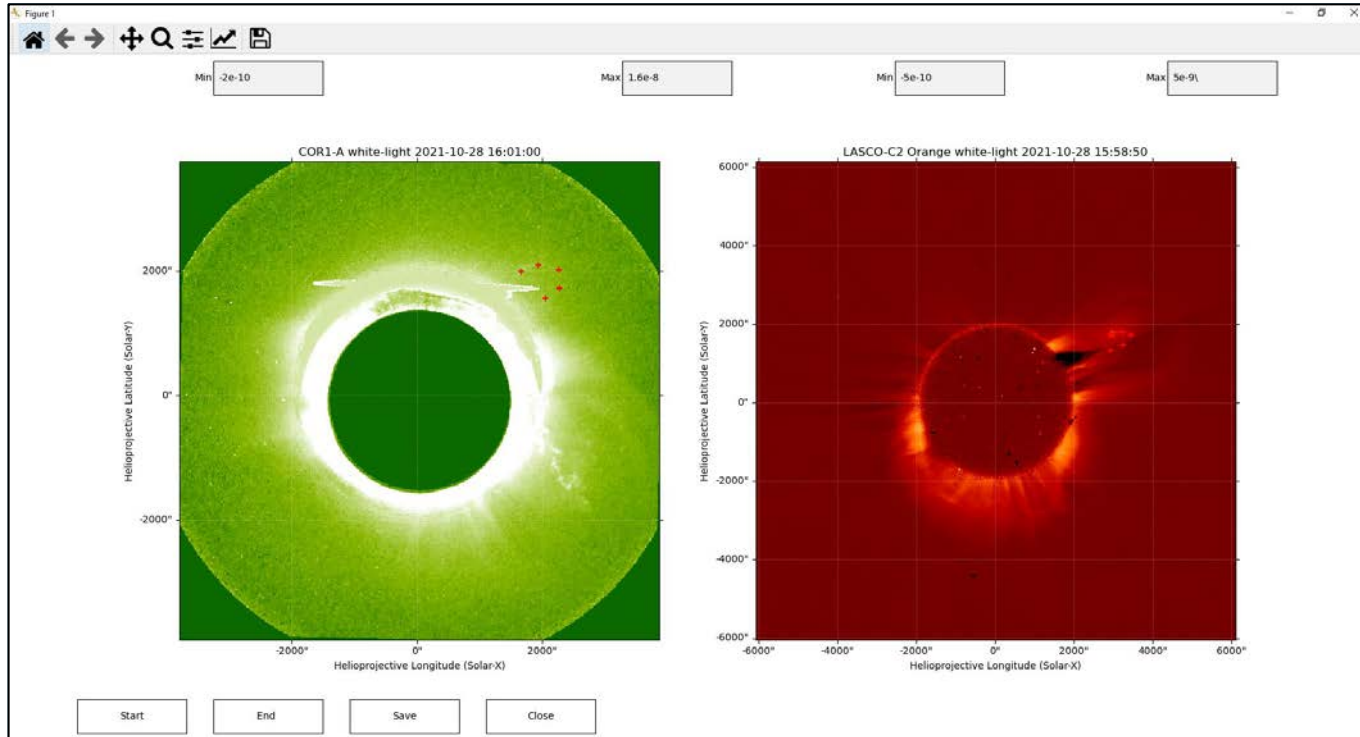 Figure 1
Min -2e-10 Max 1.6e-8 Min -5e-10 Max 5e-9\
COR1-A white-light 2021-10-28 16:01:00
Helioprojective Latitude (Solar-Y)
2000"
0"
-2000"
-2000" 0" 2000"
Helioprojective Longitude (Solar-X)
LASCO-C2 Orange white-light 2021-10-28 15:58:50
Helioprojective Latitude (Solar-Y)
6000"
4000"
2000"
0"
-2000"
-4000"
-6000"
-6000" -4000" -2000" 0" 2000" 4000" 6000"
Helioprojective Longitude (Solar-X)
Start End Save Close